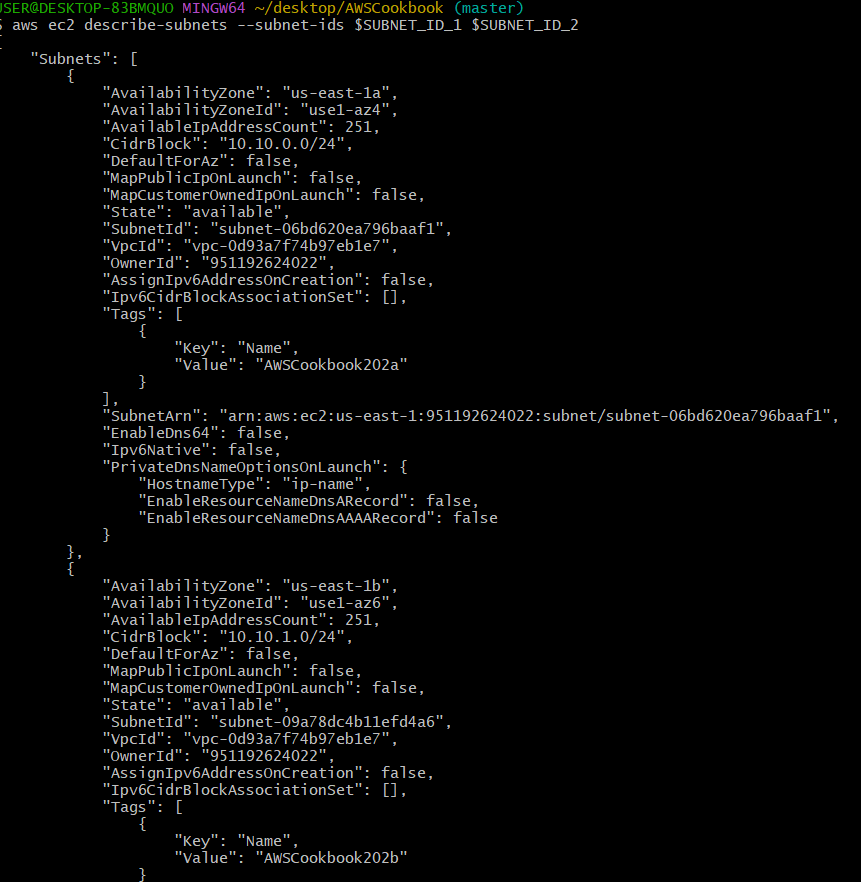 USER@DESKTOP-83BMQUO MINGW64 ~/desktop/AWSCookbook (master)
$ aws ec2 describe-subnets --subnet-ids $SUBNET_ID_1 $SUBNET_ID_2
{
    "Subnets": [
        {
            "AvailabilityZone": "us-east-1a",
            "AvailabilityZoneId": "use1-az4",
            "AvailableIpAddressCount": 251,
            "CidrBlock": "10.10.0.0/24",
            "DefaultForAz": false,
            "MapPublicIpOnLaunch": false,
            "MapCustomerOwnedIpOnLaunch": false,
            "State": "available",
            "SubnetId": "subnet-06bd620ea796baaf1",
            "VpcId": "vpc-0d93a7f74b97eb1e7",
            "OwnerId": "951192624022",
            "AssignIpv6AddressOnCreation": false,
            "Ipv6CidrBlockAssociationSet": [],
            "Tags": [
                {
                    "Key": "Name",
                    "Value": "AWSCookbook202a"
                }
            ],
            "SubnetArn": "arn:aws:ec2:us-east-1:951192624022:subnet/subnet-06bd620ea796baaf1",
            "EnableDns64": false,
            "Ipv6Native": false,
            "PrivateDnsNameOptionsOnLaunch": {
                "HostnameType": "ip-name",
                "EnableResourceNameDnsARecord": false,
                "EnableResourceNameDnsAAAARecord": false
            }
        },
        {
            "AvailabilityZone": "us-east-1b",
            "AvailabilityZoneId": "use1-az6",
            "AvailableIpAddressCount": 251,
            "CidrBlock": "10.10.1.0/24",
            "DefaultForAz": false,
            "MapPublicIpOnLaunch": false,
            "MapCustomerOwnedIpOnLaunch": false,
            "State": "available",
            "SubnetId": "subnet-09a78dc4b11efd4a6",
            "VpcId": "vpc-0d93a7f74b97eb1e7",
            "OwnerId": "951192624022",
            "AssignIpv6AddressOnCreation": false,
            "Ipv6CidrBlockAssociationSet": [],
            "Tags": [
                {
                    "Key": "Name",
                    "Value": "AWSCookbook202b"
                }